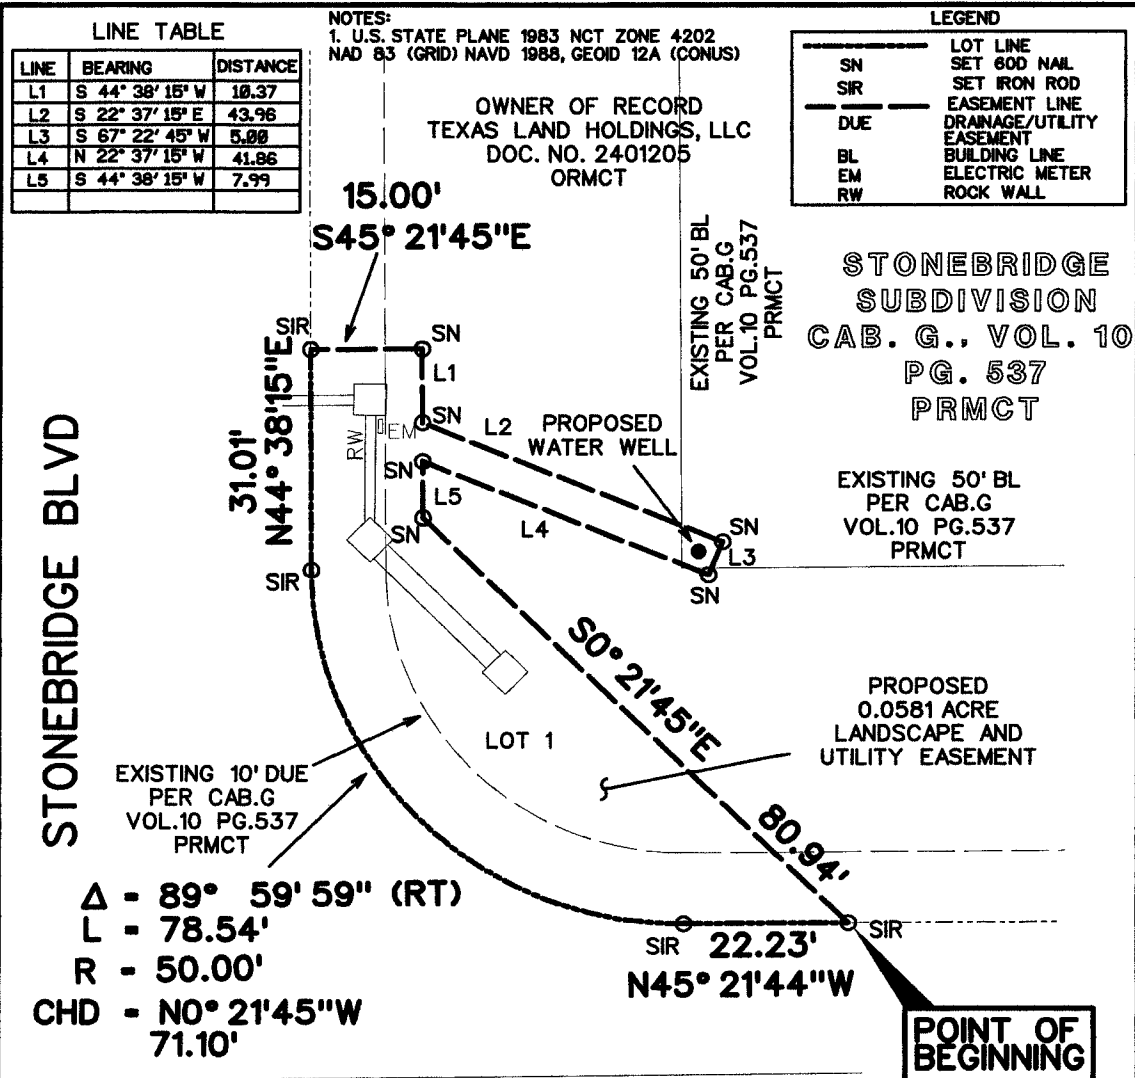 LINE TABLE
LINE BEARING DISTANCE
L1 S 44° 38' 15" W 10.37
L2 S 22° 37' 15" E 43.96
L3 S 67° 22' 45" W 5.00
L4 N 22° 37' 15" W 41.86
L5 S 44° 38' 15" W 7.99
NOTES:
1. U.S. STATE PLANE 1983 NCT ZONE 4202
NAD 83 (GRID) NAVD 1988, GEOID 12A (CONUS)
LEGEND
LOT LINE
SN SET 60D NAIL
SIR SET IRON ROD
EASEMENT LINE
DUE DRAINAGE/UTILITY
EASEMENT
BL BUILDING LINE
EM ELECTRIC METER
RW ROCK WALL
OWNER OF RECORD
TEXAS LAND HOLDINGS, LLC
DOC. NO. 2401205
ORMCT
15.00'
S45° 21'45"E
EXISTING 50' BL
PER CAB.G
VOL.10 PG.537
PRMCT
STONEBRIDGE
SUBDIVISION
CAB. G., VOL. 10
PG. 537
PRMCT
SIR
SN
L1
SN
L2
PROPOSED
WATER WELL
EM
RW
SN
L5
SN
L4
SN
L3
SN
EXISTING 50' BL
PER CAB.G
VOL.10 PG.537
PRMCT
31.01'
N44° 38'15"E
STONEBRIDGE BLVD
SIR
S0° 21'45"E
80.94'
LOT 1
PROPOSED
0.0581 ACRE
LANDSCAPE AND
UTILITY EASEMENT
EXISTING 10' DUE
PER CAB.G
VOL.10 PG.537
PRMCT
Δ = 89° 59'59" (RT)
L = 78.54'
R = 50.00'
CHD = N0° 21'45"W
71.10'
SIR
22.23'
N45° 21'44"W
SIR
POINT OF
BEGINNING